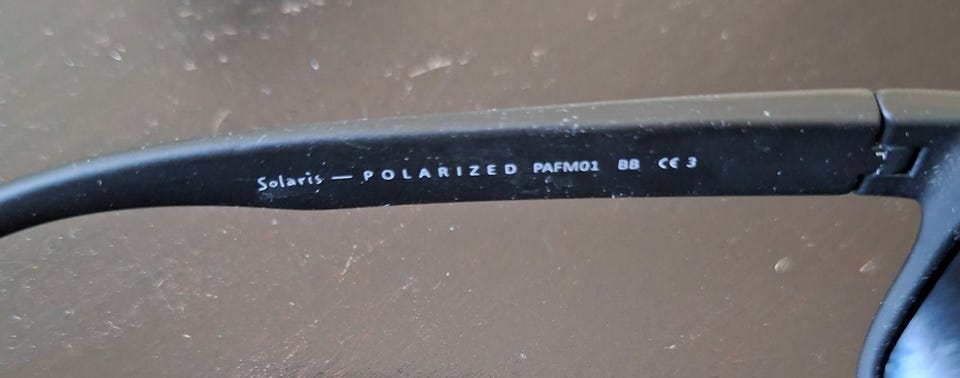 Solaris — POLARIZED PAFM01 BB CE 3